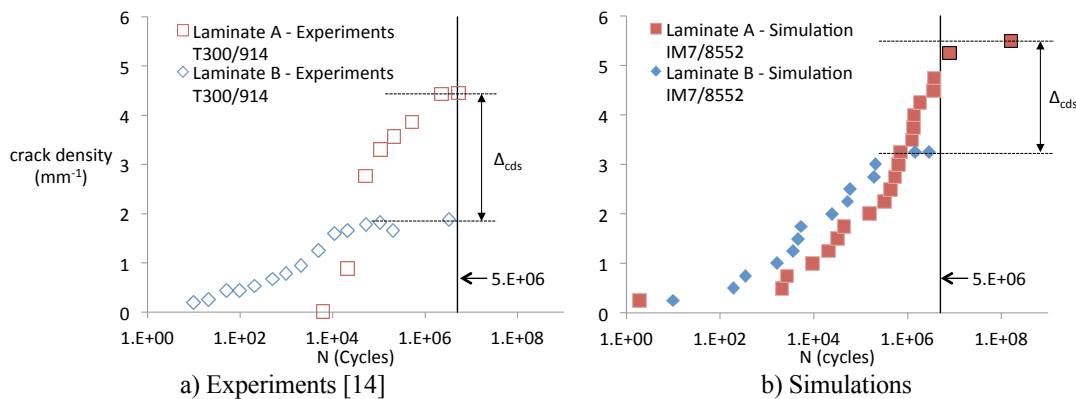 crack density
(mm-1)
6
5
4
3
2
1
0
Laminate A - Experiments
T300/914
Laminate B - Experiments
T300/914
Δcds
5.E+06
1.E+00
1.E+02
1.E+04
1.E+06
1.E+08
N (Cycles)
a) Experiments [14]
6
5
4
3
2
1
0
Laminate A - Simulation
IM7/8552
Laminate B - Simulation
IM7/8552
Δcds
5.E+06
1.E+00
1.E+02
1.E+04
1.E+06
1.E+08
N (cycles)
b) Simulations